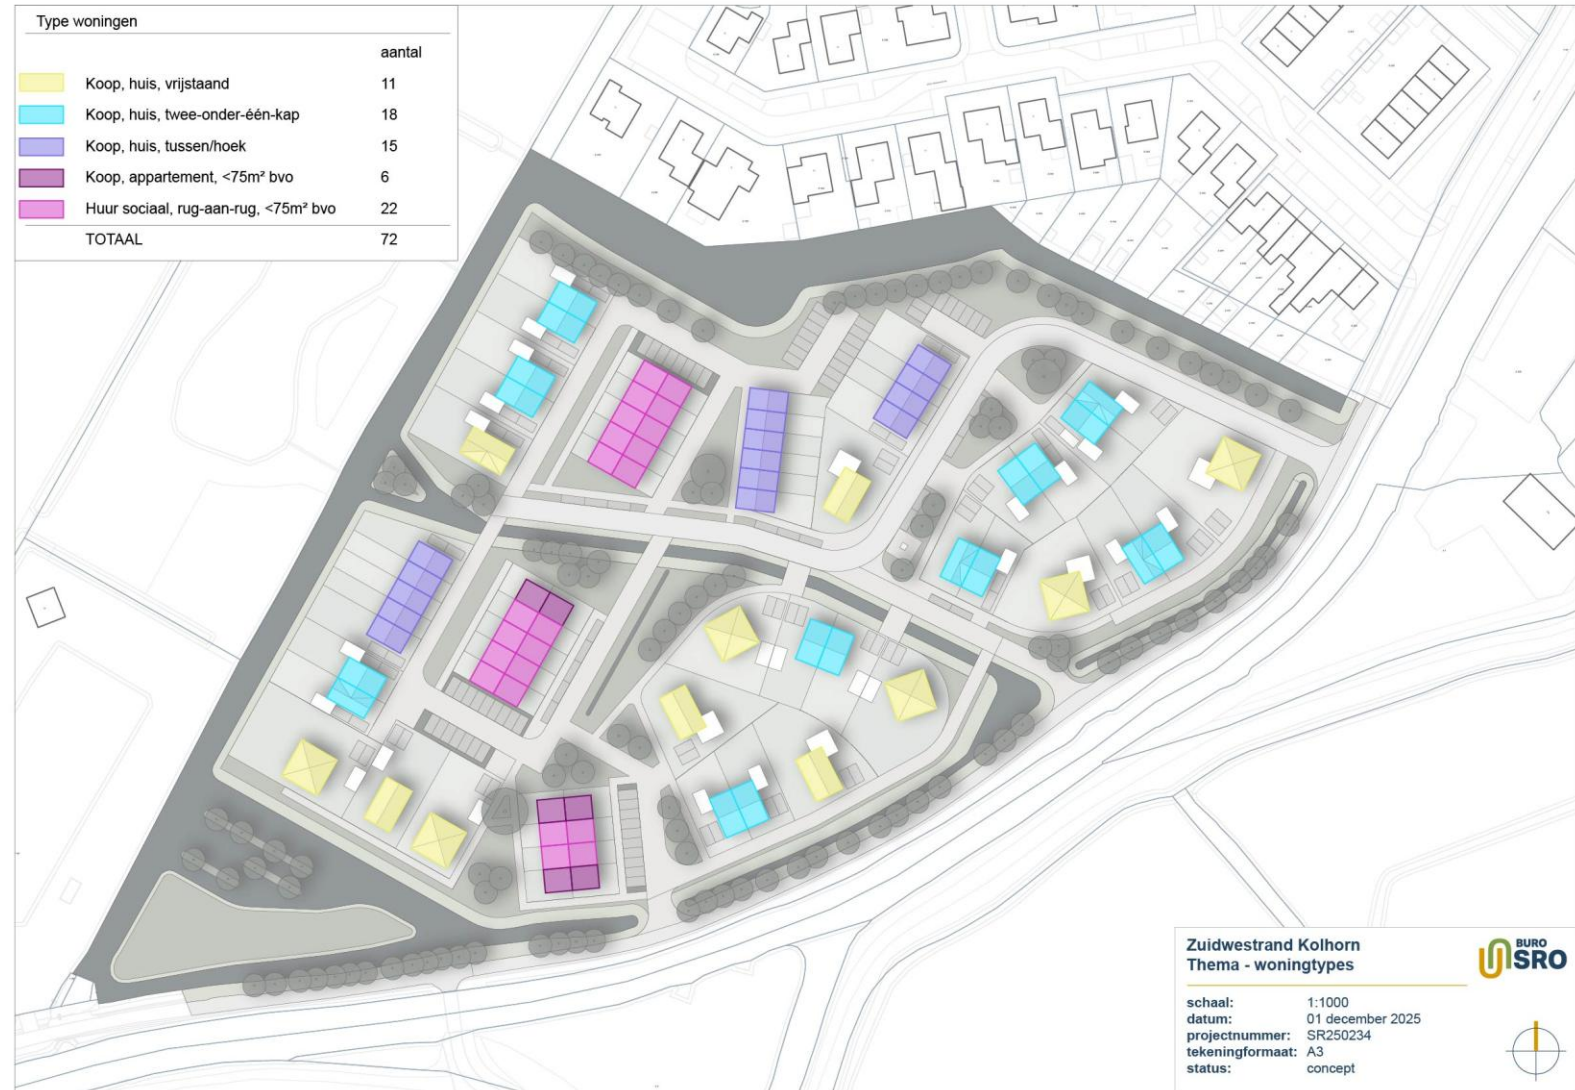 Type woningen
aantal
Koop, huis, vrijstaand 11
Koop, huis, twee-onder-één-kap 18
Koop, huis, tussen/hoek 15
Koop, appartement, <75m² bvo 6
Huur sociaal, rug-aan-rug, <75m² bvo 22
TOTAAL 72
Zuidwestrand Kolhorn
Thema - woningtypes
BURO
SRO
schaal: 1:1000
datum: 01 december 2025
projectnummer: SR250234
tekeningformaat: A3
status: concept